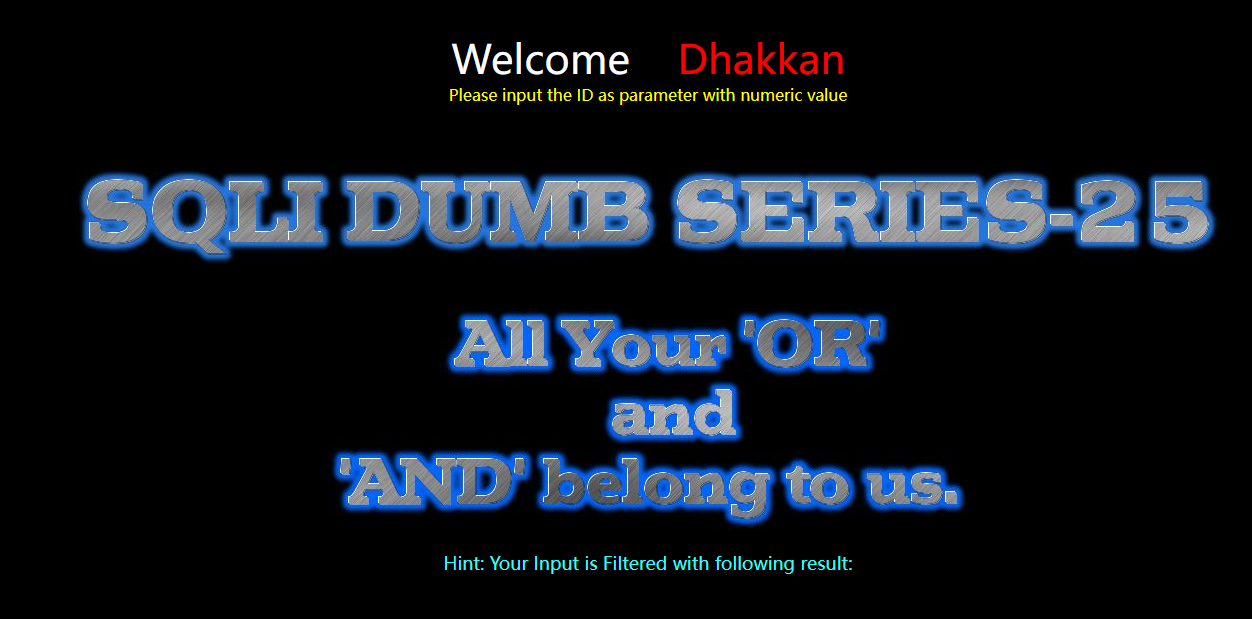 Welcome Dhakkan
Please input the ID as parameter with numeric value
SQLI DUMB SERIES-25
All Your 'OR'
and
'AND' belong to us.
Hint: Your Input is Filtered with following result: